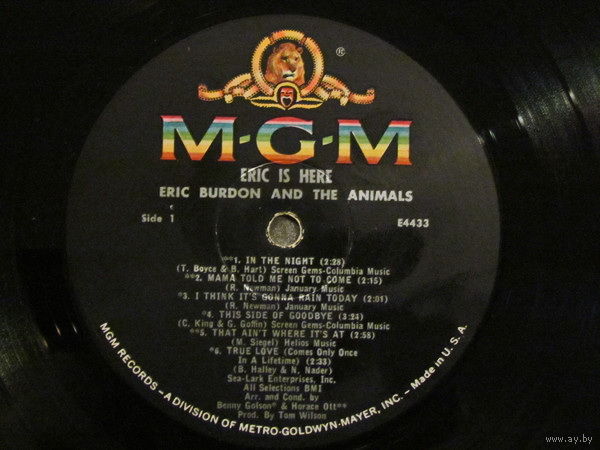 ®
M-G-M
ERIC IS HERE
ERIC BURDON AND THE ANIMALS
Side 1
E4433
**1. IN THE NIGHT (2:28)
(T. Boyce & B. Hart) Screen Gems-Columbia Music
**2. MAMA TOLD ME NOT TO COME (2:15)
(R. Newman) January Music
*3. I THINK IT'S GONNA RAIN TODAY (2:01)
(R. Newman) January Music
*4. THIS SIDE OF GOODBYE (3:24)
(C. King & G. Goffin) Screen Gems-Columbia Music
**5. THAT AIN'T WHERE IT'S AT (2:58)
(M. Siegel) Helios Music
*6. TRUE LOVE (Comes Only Once
In A Lifetime) (2:33)
(B. Halley & N. Nader)
Sea-Lark Enterprises, Inc.
All Selections BMI
Arr. and Cond. by
Benny Golson* & Horace Ott**
Prod. By Tom Wilson
MGM RECORDS – A DIVISION OF METRO-GOLDWYN-MAYER, INC. – Made in U. S. A.
www.ay.by